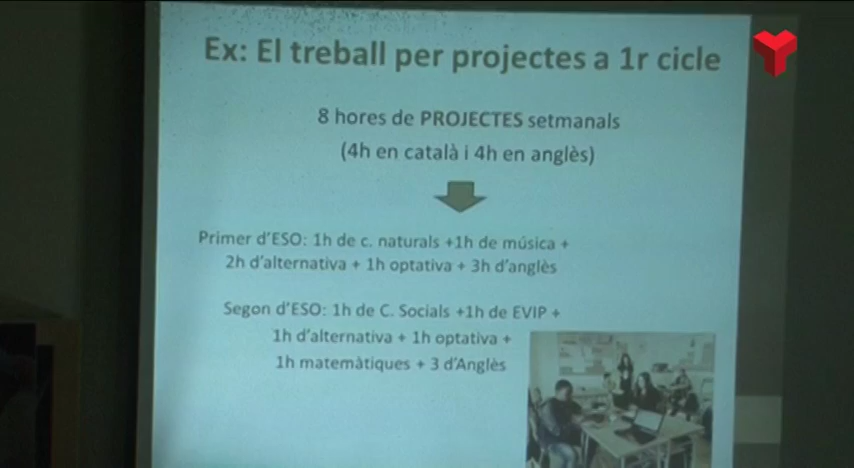 Ex: El treball per projectes a 1r cicle
8 hores de PROJECTES setmanals
(4h en català i 4h en anglès)
Primer d'ESO: 1h de c. naturals +1h de música +
2h d'alternativa + 1h optativa + 3h d'anglès
Segon d'ESO: 1h de C. Socials +1h de EVIP +
1h d'alternativa + 1h optativa +
1h matemàtiques + 3 d'Anglès